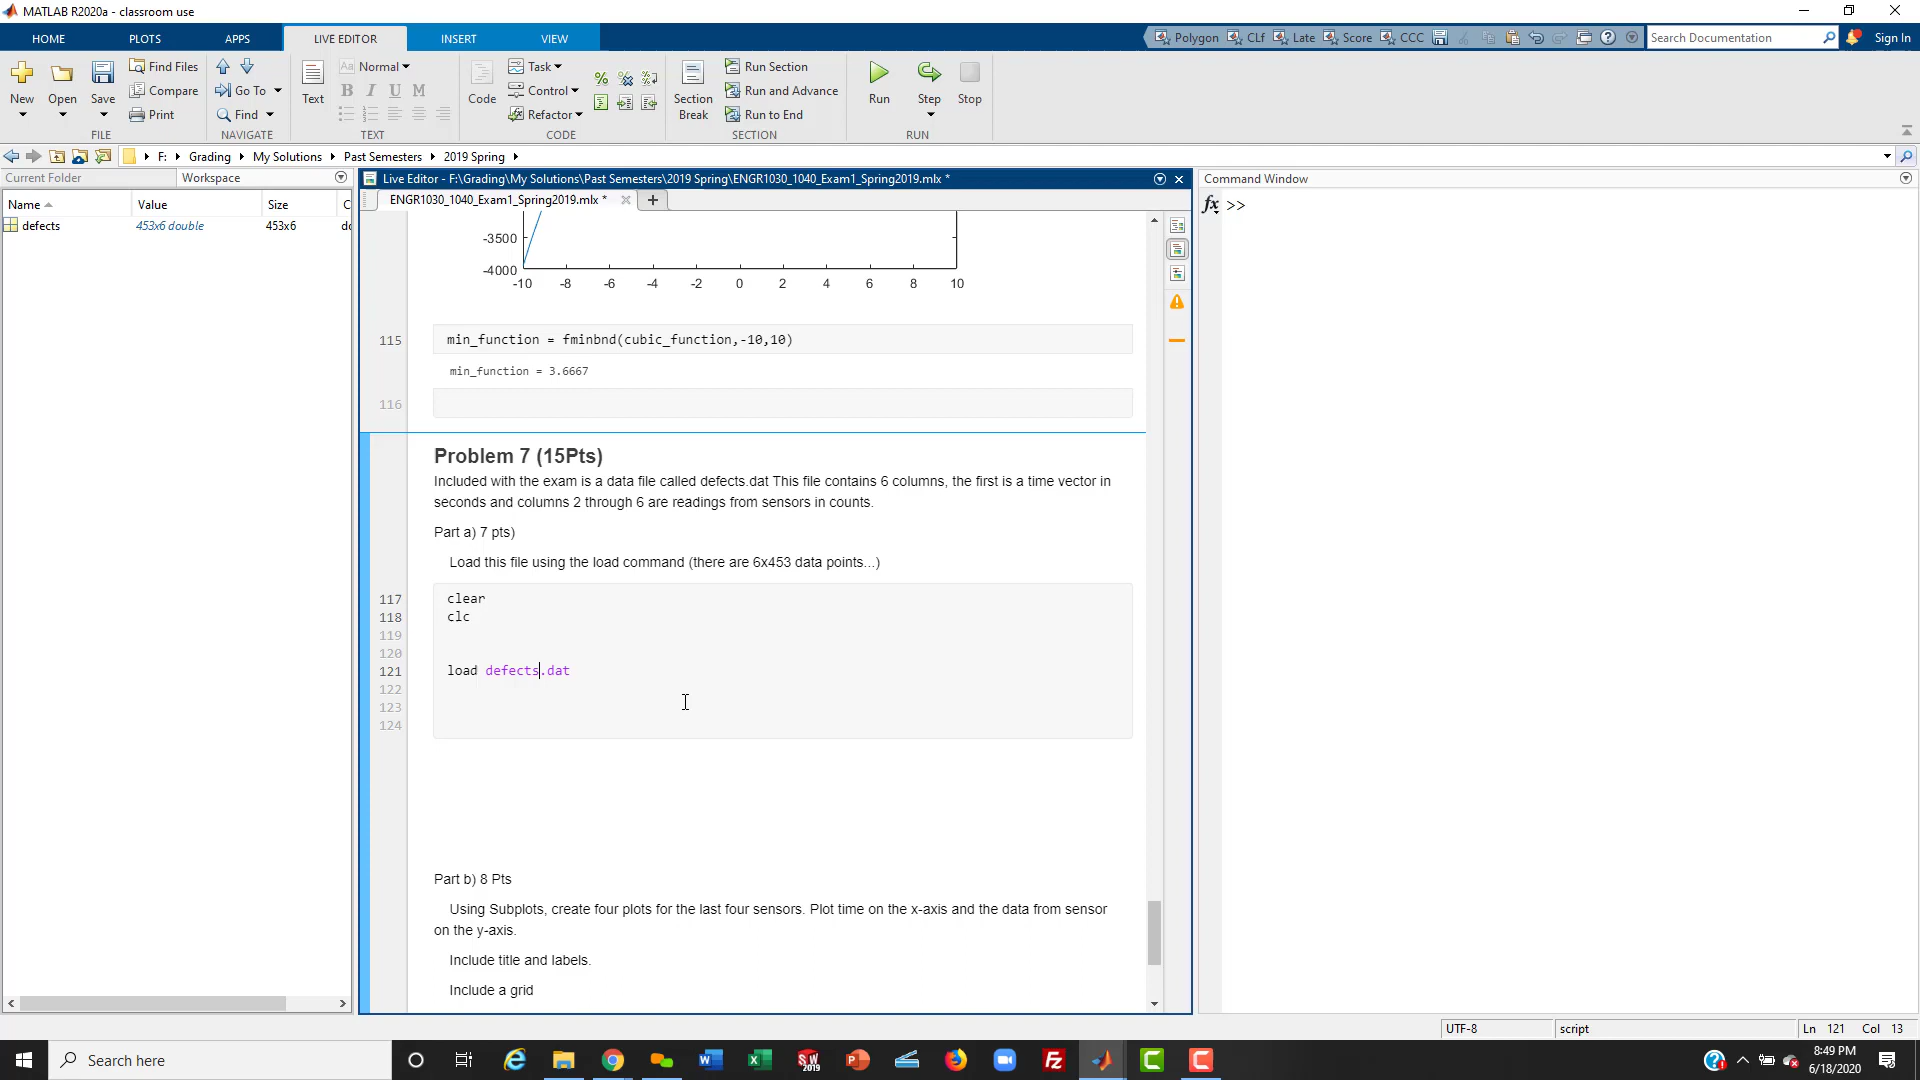 MATLAB R2020a - classroom use
HOME PLOTS APPS LIVE EDITOR INSERT VIEW
Polygon CLf Late Score CCC Search Documentation Sign In
New Open Save Find Files Compare Print
FILE
Go To Find
NAVIGATE
Text Aa Normal B I U M
TEXT
Code Task Control Refactor
CODE
Section Break Run Section Run and Advance Run to End
SECTION
Run Step Stop
RUN
F: Grading My Solutions Past Semesters 2019 Spring
Current Folder Workspace
Name Value Size C
defects 453x6 double 453x6 dc
Live Editor - F:\Grading\My Solutions\Past Semesters\2019 Spring\ENGR1030_1040_Exam1_Spring2019.mlx *
ENGR1030_1040_Exam1_Spring2019.mlx *
-3500
-4000
-10 -8 -6 -4 -2 0 2 4 6 8 10
115 min_function = fminbnd(cubic_function,-10,10)
min_function = 3.6667
116
Problem 7 (15Pts)
Included with the exam is a data file called defects.dat This file contains 6 columns, the first is a time vector in
seconds and columns 2 through 6 are readings from sensors in counts.
Part a) 7 pts)
Load this file using the load command (there are 6x453 data points...)
117 clear
118 clc
119
120
121 load defects.dat
122
123
124
Part b) 8 Pts
Using Subplots, create four plots for the last four sensors. Plot time on the x-axis and the data from sensor
on the y-axis.
Include title and labels.
Include a grid
Command Window
fx >>
UTF-8 script Ln 121 Col 13
Search here
8:49 PM
6/18/2020